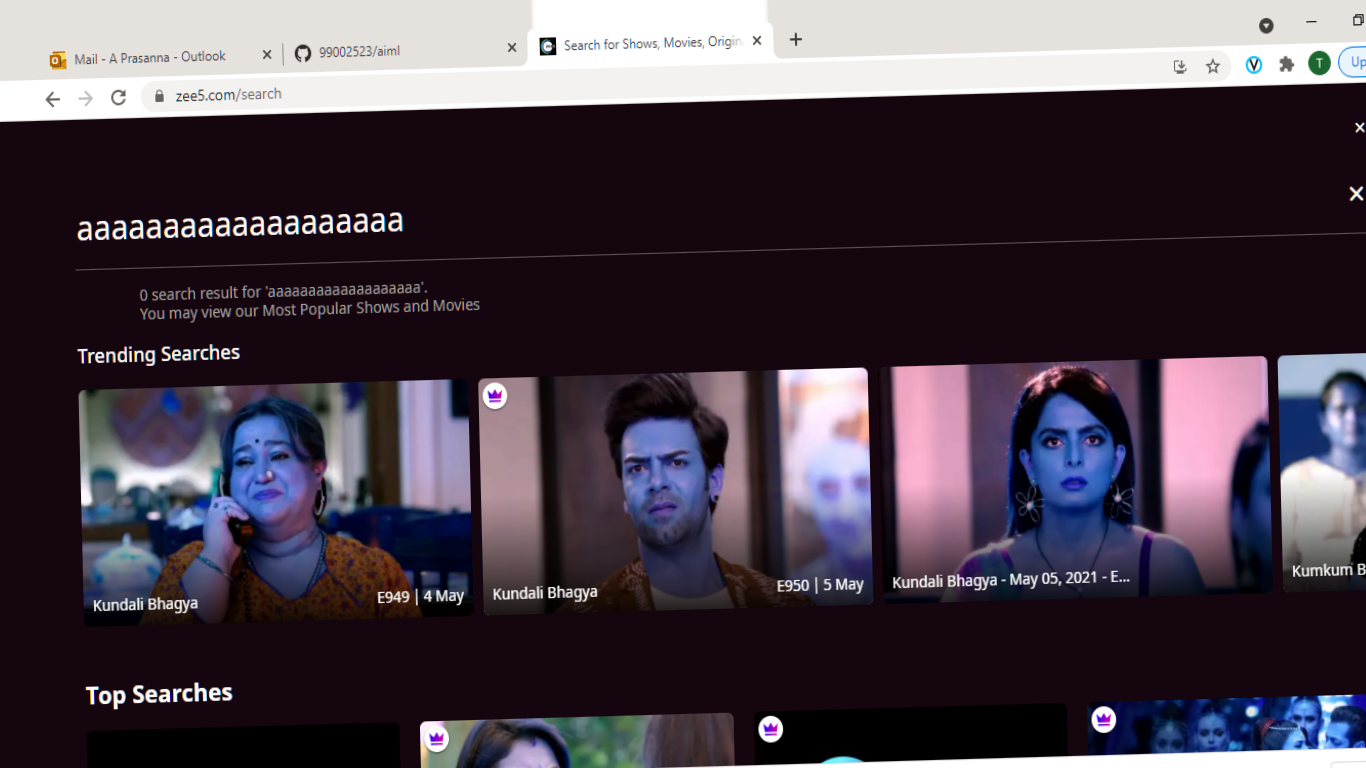 Mail - A Prasanna - Outlook
99002523/aiml
Search for Shows, Movies, Origin
T
Up
zee5.com/search
aaaaaaaaaaaaaaaaaaa
0 search result for 'aaaaaaaaaaaaaaaaaaa'.
You may view our Most Popular Shows and Movies
Trending Searches
Kundali Bhagya
E949 | 4 May
Kundali Bhagya
E950 | 5 May
Kundali Bhagya - May 05, 2021 - E...
Kumkum B
Top Searches